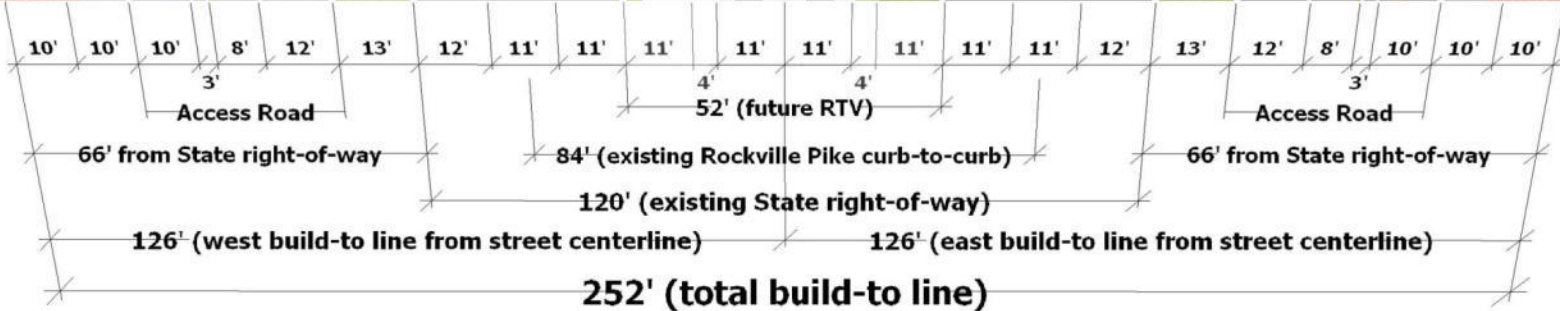 10' 10' 10' 8' 12' 13' 12' 11' 11' 11' 11' 11' 11' 11' 11' 12' 13' 12' 8' 10' 10' 10'
3' 4' 4' 3'
Access Road 52' (future RTV) Access Road
66' from State right-of-way 84' (existing Rockville Pike curb-to-curb) 66' from State right-of-way
120' (existing State right-of-way)
126' (west build-to line from street centerline) 126' (east build-to line from street centerline)
252' (total build-to line)